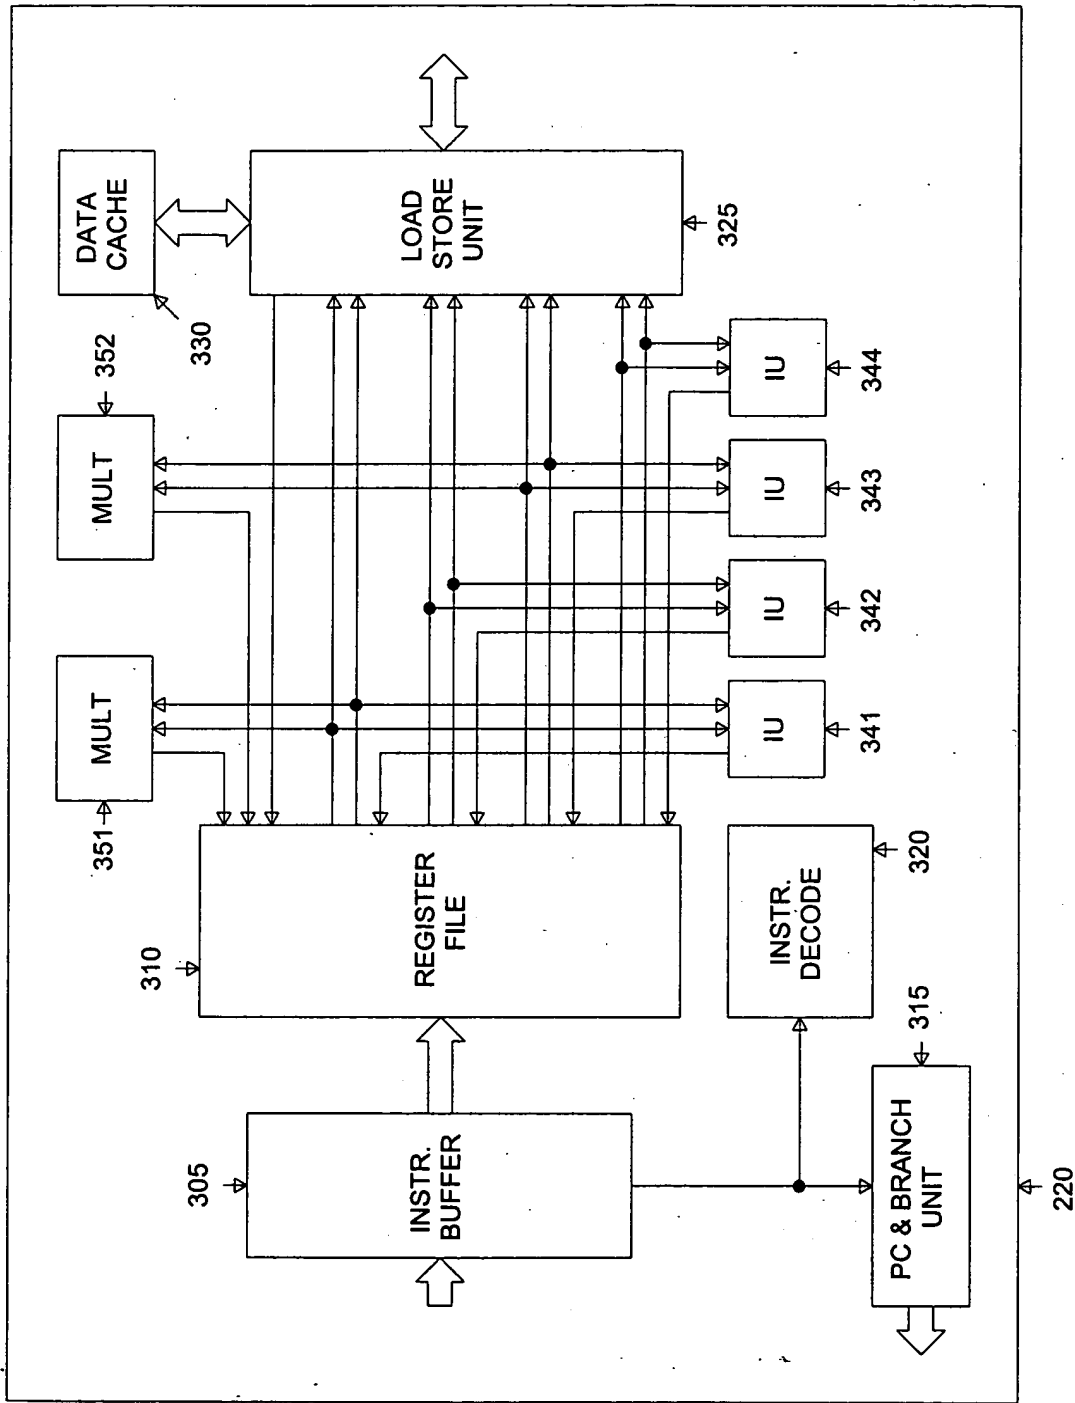 DATA
CACHE
330
MULT
352
MULT
351
LOAD
STORE
UNIT
325
REGISTER
FILE
310
INSTR.
BUFFER
305
IU
344
IU
343
IU
342
IU
341
INSTR.
DECODE
320
PC & BRANCH
UNIT
315
220